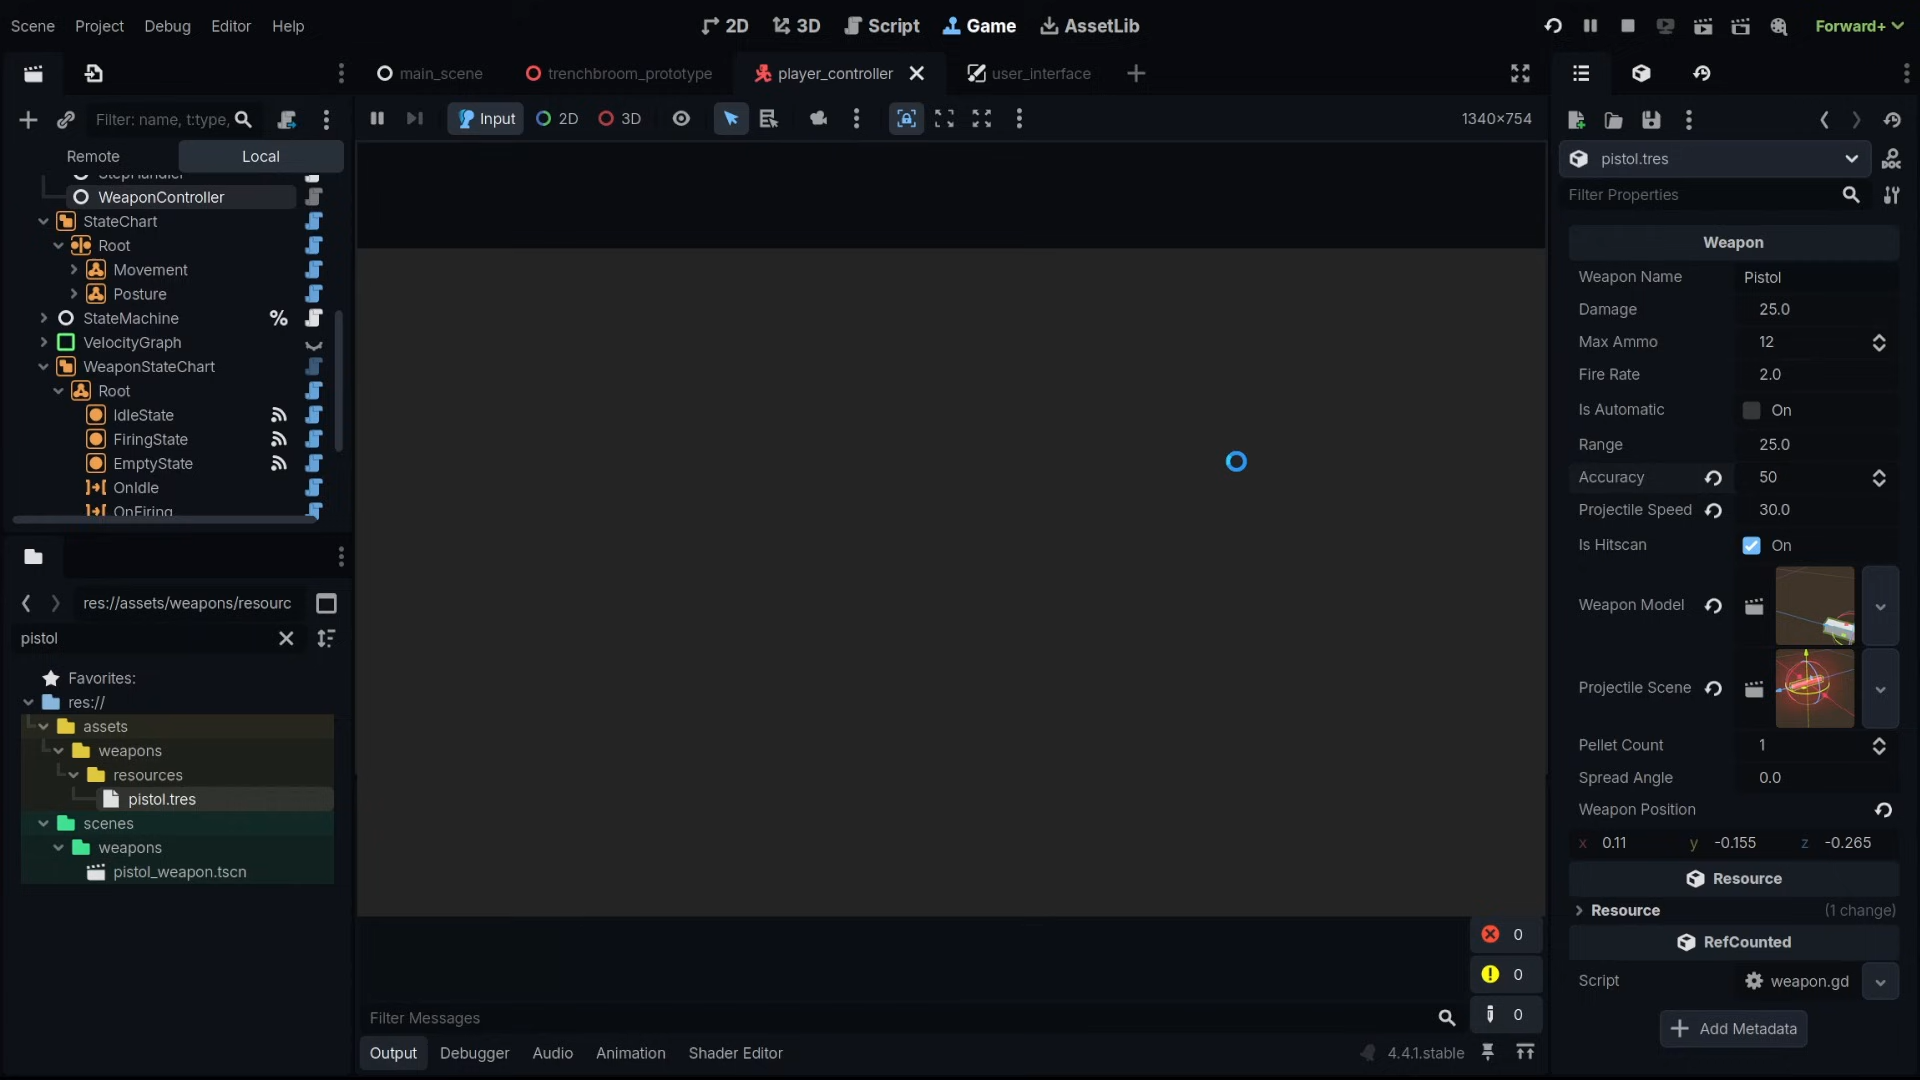 Scene Project Debug Editor Help
2D 3D Script Game AssetLib
Forward+
main_scene trenchbroom_prototype player_controller user_interface
Filter: name, t:type,
Input 2D 3D
1340×754
Remote Local
pistol.tres
StepHandler
WeaponController
StateChart
Root
Movement
Posture
StateMachine %
VelocityGraph
WeaponStateChart
Root
IdleState
FiringState
EmptyState
OnIdle
OnFiring
res://assets/weapons/resourc
pistol
Favorites:
res://
assets
weapons
resources
pistol.tres
scenes
weapons
pistol_weapon.tscn
0
0
0
Filter Messages
Output Debugger Audio Animation Shader Editor
4.4.1.stable
Filter Properties
Weapon
Weapon Name Pistol
Damage 25.0
Max Ammo 12
Fire Rate 2.0
Is Automatic On
Range 25.0
Accuracy 50
Projectile Speed 30.0
Is Hitscan On
Weapon Model
Projectile Scene
Pellet Count 1
Spread Angle 0.0
Weapon Position
x 0.11 y -0.155 z -0.265
Resource
Resource (1 change)
RefCounted
Script weapon.gd
Add Metadata